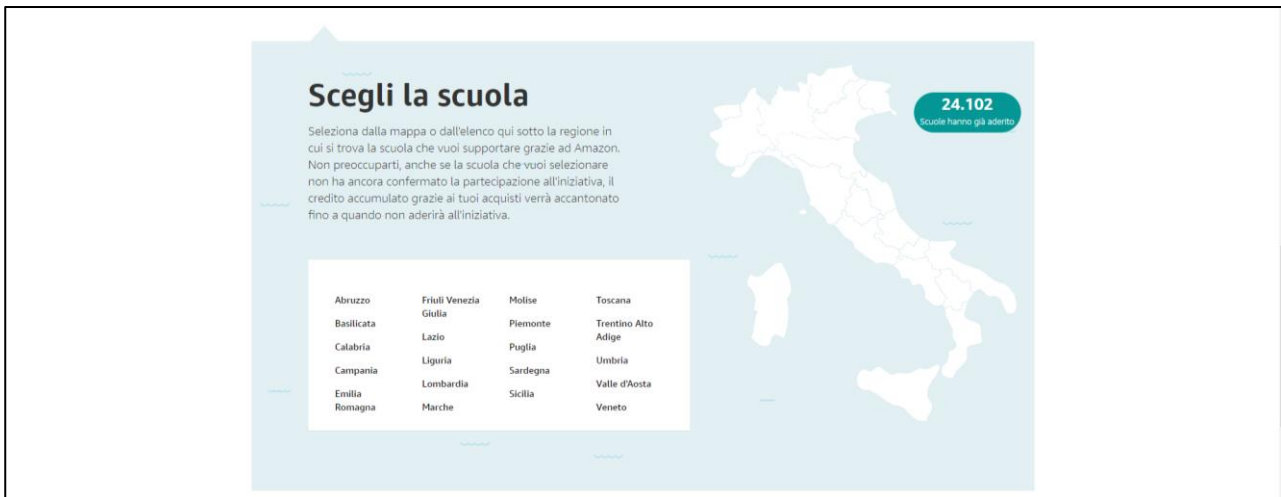 Scegli la scuola
Seleziona dalla mappa o dall'elenco qui sotto la regione in
cui si trova la scuola che vuoi supportare grazie ad Amazon.
Non preoccuparti, anche se la scuola che vuoi selezionare
non ha ancora confermato la partecipazione all'iniziativa, il
credito accumulato grazie ai tuoi acquisti verrà accantonato
fino a quando non aderirà all'iniziativa.
24.102
Scuole hanno già aderito
Abruzzo
Basilicata
Calabria
Campania
Emilia
Romagna
Friuli Venezia
Giulia
Lazio
Liguria
Lombardia
Marche
Molise
Piemonte
Puglia
Sardegna
Sicilia
Toscana
Trentino Alto
Adige
Umbria
Valle d'Aosta
Veneto